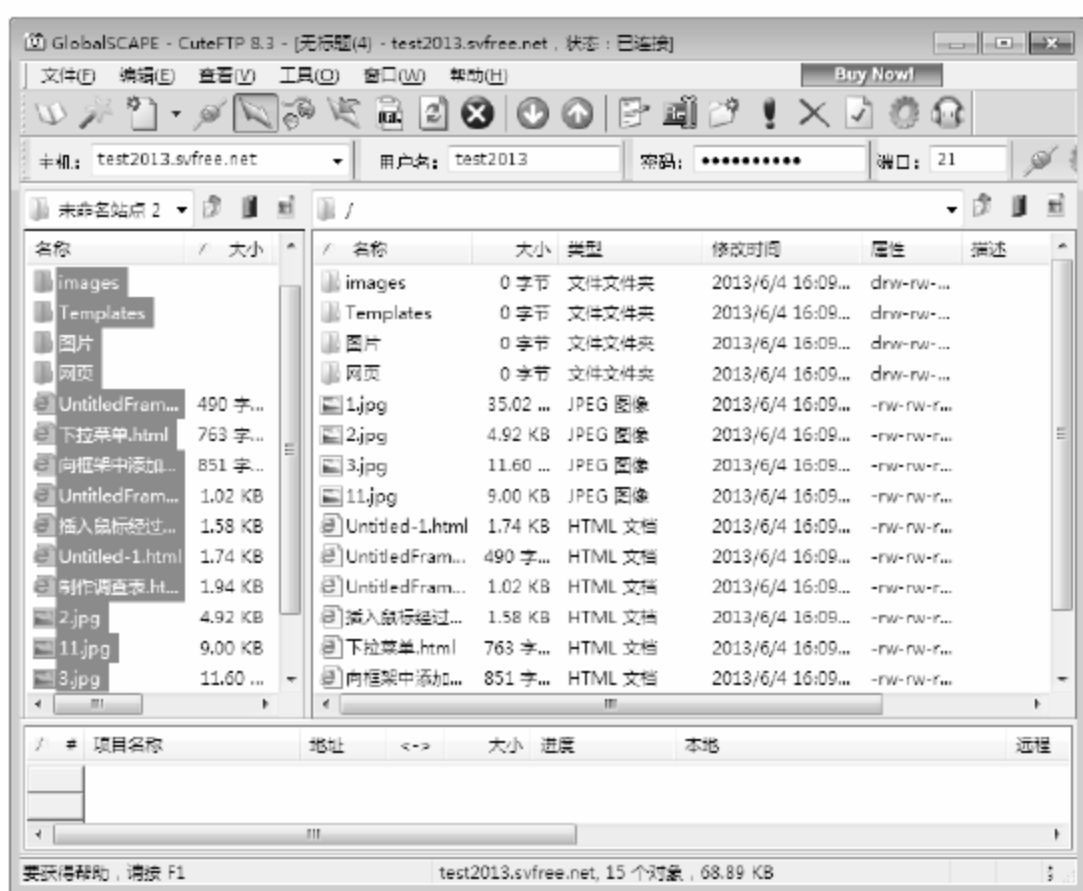 GlobalSCAPE - CuteFTP 8.3 - [无标题(4) - test2013.svfree.net，状态：已连接]
文件(F) 编辑(E) 查看(V) 工具(O) 窗口(W) 帮助(H) Buy Now!
主机: test2013.svfree.net 用户名: test2013 密码: •••••••••• 端口: 21
未命名站点 2 /
名称 / 大小 / 名称 大小 类型 修改时间 属性 描述
images images 0 字节 文件文件夹 2013/6/4 16:09... drw-rw-...
Templates Templates 0 字节 文件文件夹 2013/6/4 16:09... drw-rw-...
图片 图片 0 字节 文件文件夹 2013/6/4 16:09... drw-rw-...
网页 网页 0 字节 文件文件夹 2013/6/4 16:09... drw-rw-...
UntitledFram... 490 字... 1.jpg 35.02 ... JPEG 图像 2013/6/4 16:09... -rw-rw-r...
下拉菜单.html 763 字... 2.jpg 4.92 KB JPEG 图像 2013/6/4 16:09... -rw-rw-r...
向框架中添加... 851 字... 3.jpg 11.60 ... JPEG 图像 2013/6/4 16:09... -rw-rw-r...
UntitledFram... 1.02 KB 11.jpg 9.00 KB JPEG 图像 2013/6/4 16:09... -rw-rw-r...
插入鼠标经过... 1.58 KB Untitled-1.html 1.74 KB HTML 文档 2013/6/4 16:09... -rw-rw-r...
Untitled-1.html 1.74 KB UntitledFram... 490 字... HTML 文档 2013/6/4 16:09... -rw-rw-r...
制作调查表.ht... 1.94 KB UntitledFram... 1.02 KB HTML 文档 2013/6/4 16:09... -rw-rw-r...
2.jpg 4.92 KB 插入鼠标经过... 1.58 KB HTML 文档 2013/6/4 16:09... -rw-rw-r...
11.jpg 9.00 KB 下拉菜单.html 763 字... HTML 文档 2013/6/4 16:09... -rw-rw-r...
3.jpg 11.60 ... 向框架中添加... 851 字... HTML 文档 2013/6/4 16:09... -rw-rw-r...
/ # 项目名称 地址 <-> 大小 进度 本地 远程
要获得帮助，请按 F1 test2013.svfree.net, 15 个对象，68.89 KB